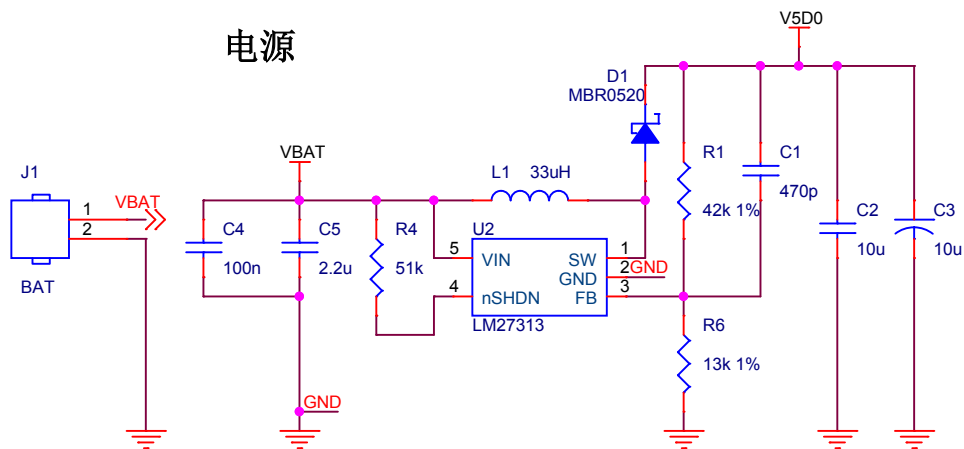 电源
V5D0
D1
MBR0520
VBAT
J1
VBAT
1
2
BAT
C4
100n
C5
2.2u
R4
51k
L1 33uH
U2
5 VIN SW 1
GND 2 GND
4 nSHDN FB 3
LM27313
R1
42k 1%
C1
470p
C2
10u
C3
10u
R6
13k 1%
GND